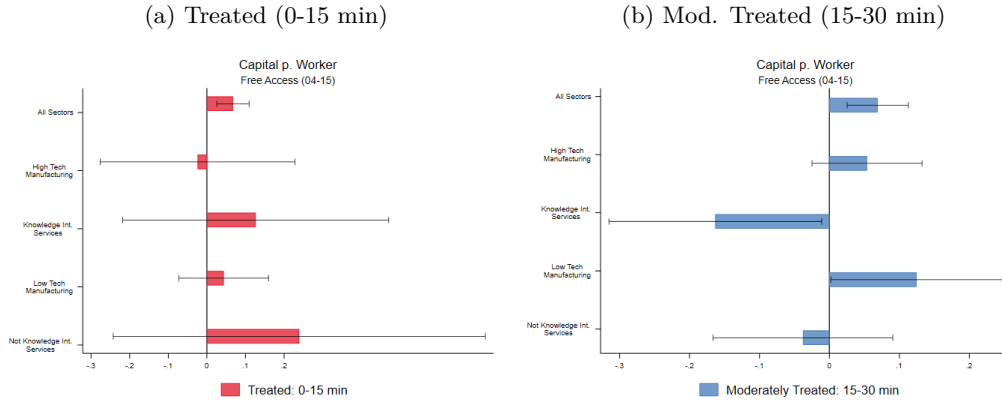 (a) Treated (0-15 min)
Capital p. Worker
Free Access (04-15)
All Sectors
High Tech
Manufacturing
Knowledge Int.
Services
Low Tech
Manufacturing
Not Knowledge Int.
Services
-.3 -.2 -.1 0 .1 .2
Treated: 0-15 min
(b) Mod. Treated (15-30 min)
Capital p. Worker
Free Access (04-15)
All Sectors
High Tech
Manufacturing
Knowledge Int.
Services
Low Tech
Manufacturing
Not Knowledge Int.
Services
-.3 -.2 -.1 0 .1 .2
Moderately Treated: 15-30 min